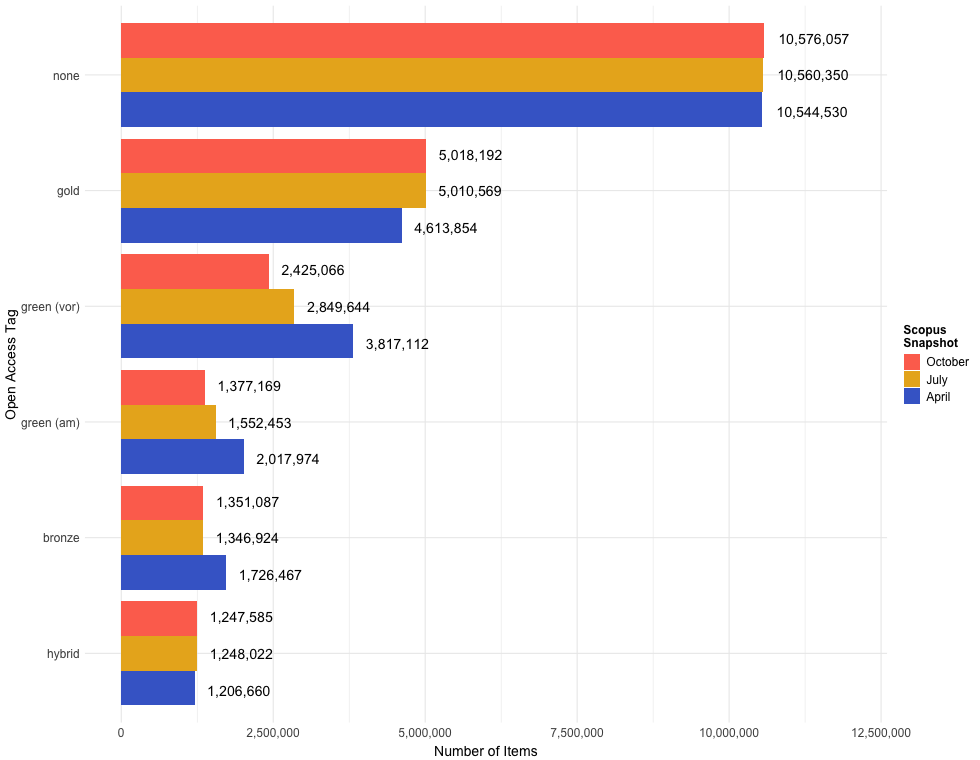 none
10,576,057
10,560,350
10,544,530
gold
5,018,192
5,010,569
4,613,854
green (vor)
2,425,066
2,849,644
3,817,112
green (am)
1,377,169
1,552,453
2,017,974
bronze
1,351,087
1,346,924
1,726,467
hybrid
1,247,585
1,248,022
1,206,660
Open Access Tag
0
2,500,000
5,000,000
7,500,000
10,000,000
12,500,000
Number of Items
Scopus
Snapshot
October
July
April